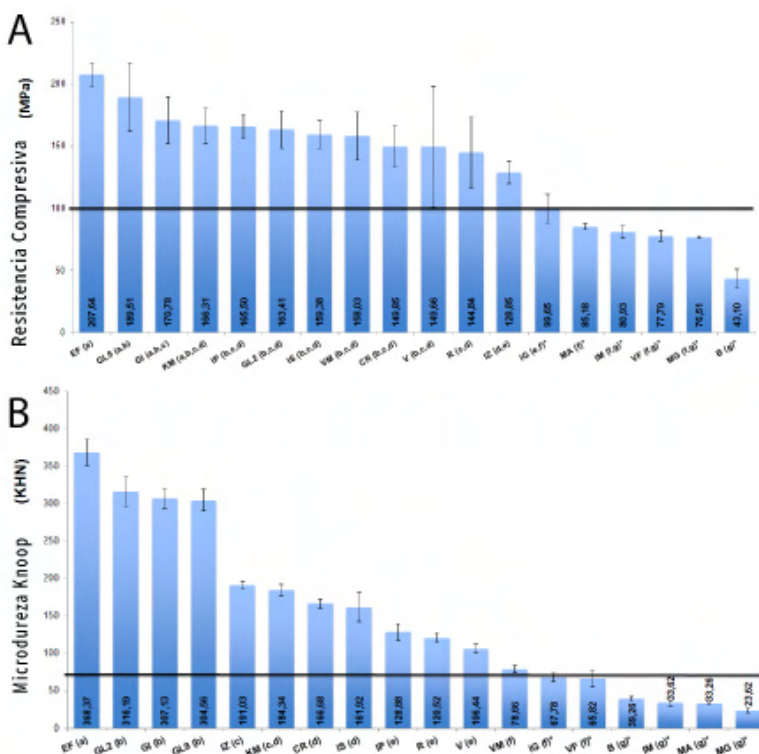 A
Resistencia Compresiva (MPa)
250
200
150
100
50
0
207,64
189,51
170,78
166,31
165,50
163,41
159,38
158,03
149,85
149,66
144,84
128,85
99,65
85,18
80,93
77,79
76,51
43,10
EF (a)
GL9 (a,b)
GI (a,b,c)
KM (a,b,c,d)
IP (b,c,d)
GL2 (b,c,d)
IS (b,c,d)
VM (b,c,d)
CR (b,c,d)
V (b,c,d)
R (c,d)
IZ (d,e)
IG (e,f)*
MA (f)*
IM (f,g)*
VF (f,g)*
MG (f,g)*
B (g)*
B
Microdureza Knoop (KHN)
450
400
350
300
250
200
150
100
50
0
368,37
316,19
307,13
304,56
191,03
184,34
166,68
161,92
128,88
120,52
106,44
78,66
67,78
65,82
39,26
33,62
33,26
23,62
EF (a)
GL2 (b)
GI (b)
GL9 (b)
IZ (c)
KM (c,d)
CR (d)
IS (d)
IP (e)
R (e)
V (e)
VM (f)
IG (f)*
VF (f)*
B (g)*
IM (g)*
MA (g)*
MG (g)*